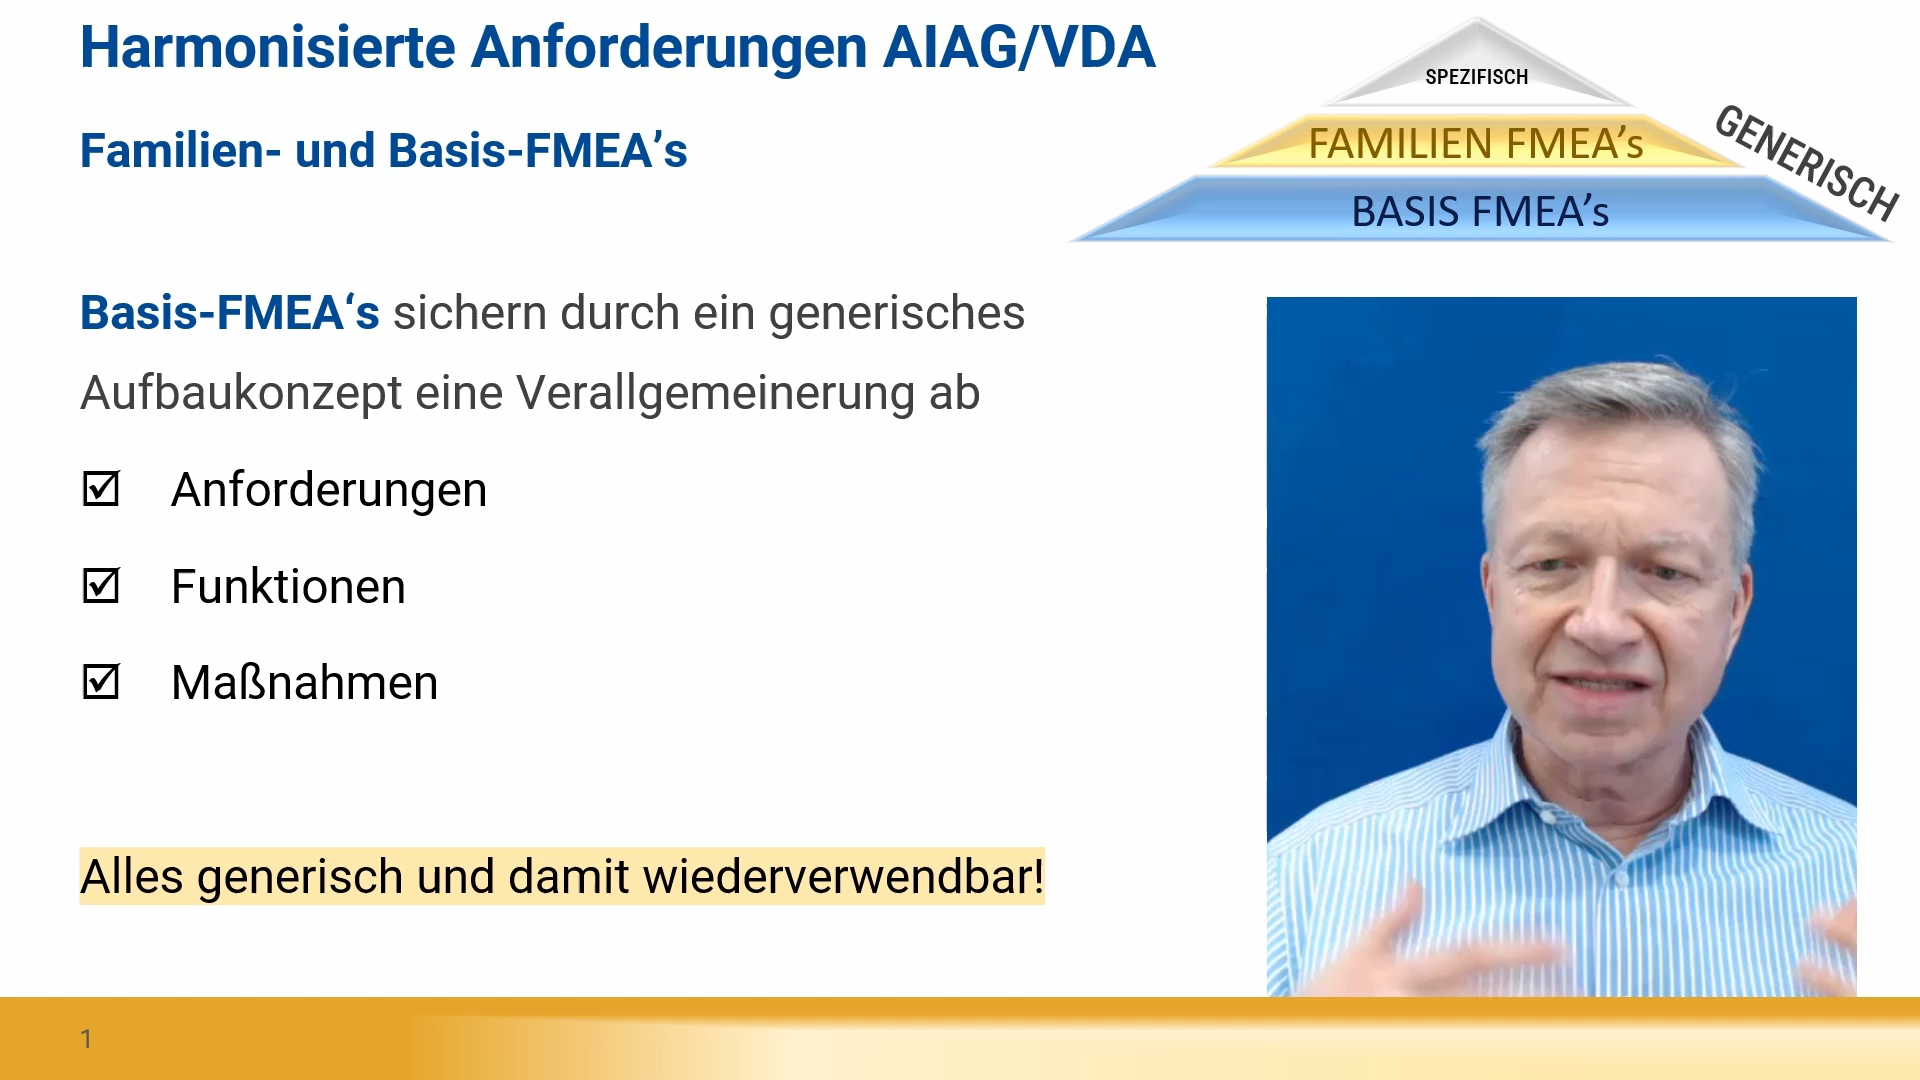 Harmonisierte Anforderungen AIAG/VDA
SPEZIFISCH
FAMILIEN FMEA’s
BASIS FMEA’s
GENERISCH
Familien- und Basis-FMEA’s
Basis-FMEA‘s sichern durch ein generisches
Aufbaukonzept eine Verallgemeinerung ab
☑ Anforderungen
☑ Funktionen
☑ Maßnahmen
Alles generisch und damit wiederverwendbar!
1